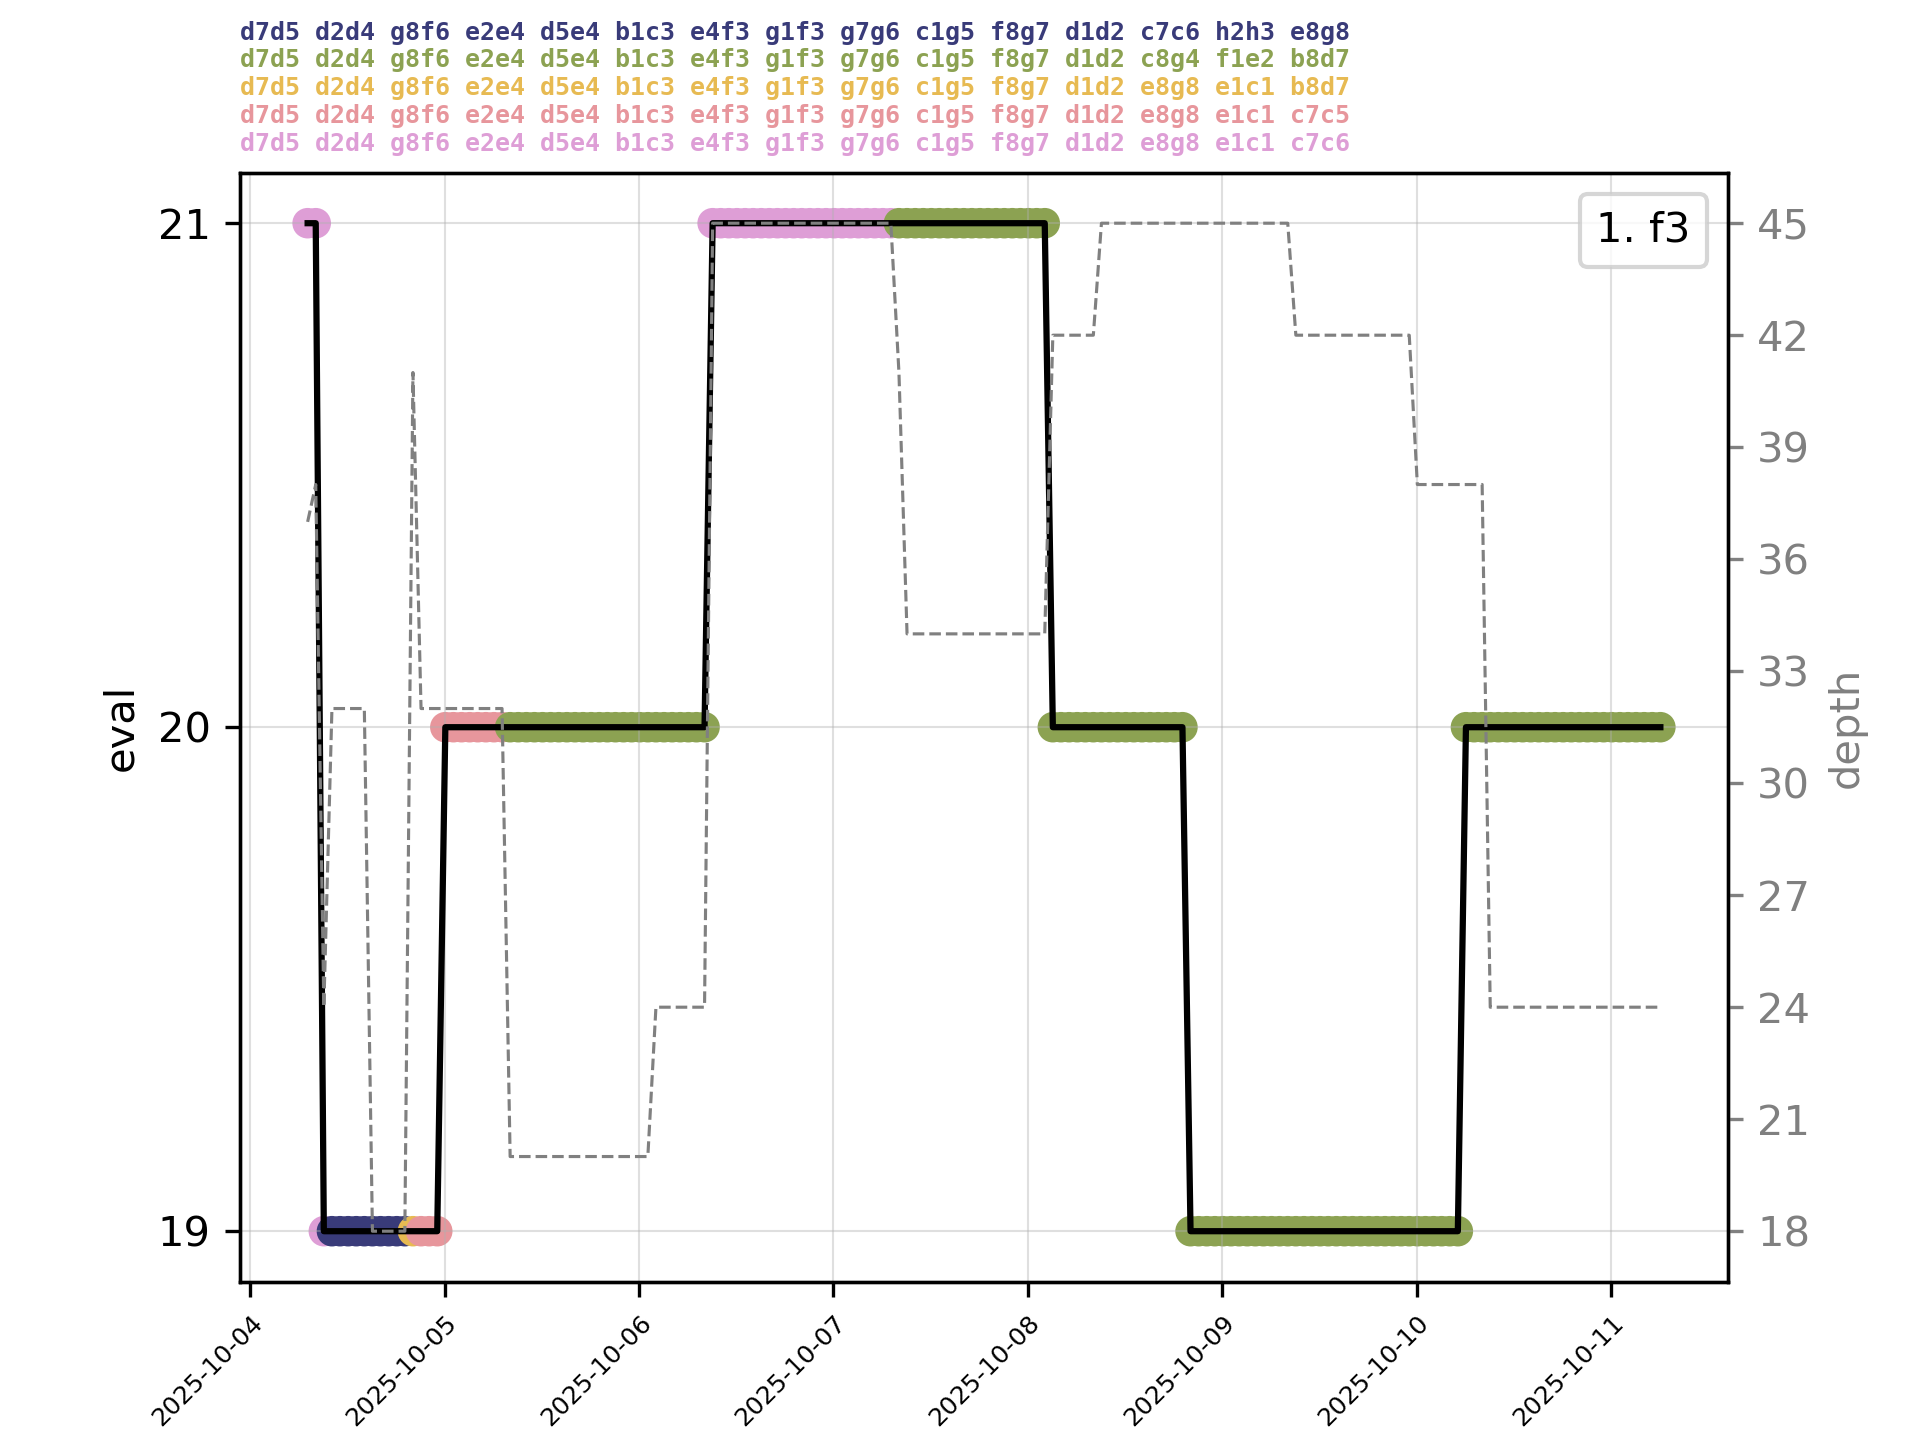 d7d5 d2d4 g8f6 e2e4 d5e4 b1c3 e4f3 g1f3 g7g6 c1g5 f8g7 d1d2 c7c6 h2h3 e8g8
d7d5 d2d4 g8f6 e2e4 d5e4 b1c3 e4f3 g1f3 g7g6 c1g5 f8g7 d1d2 c8g4 f1e2 b8d7
d7d5 d2d4 g8f6 e2e4 d5e4 b1c3 e4f3 g1f3 g7g6 c1g5 f8g7 d1d2 e8g8 e1c1 b8d7
d7d5 d2d4 g8f6 e2e4 d5e4 b1c3 e4f3 g1f3 g7g6 c1g5 f8g7 d1d2 e8g8 e1c1 c7c5
d7d5 d2d4 g8f6 e2e4 d5e4 b1c3 e4f3 g1f3 g7g6 c1g5 f8g7 d1d2 e8g8 e1c1 c7c6
1. f3
21
20
19
eval
45
42
39
36
33
30
27
24
21
18
depth
2025-10-04
2025-10-05
2025-10-06
2025-10-07
2025-10-08
2025-10-09
2025-10-10
2025-10-11